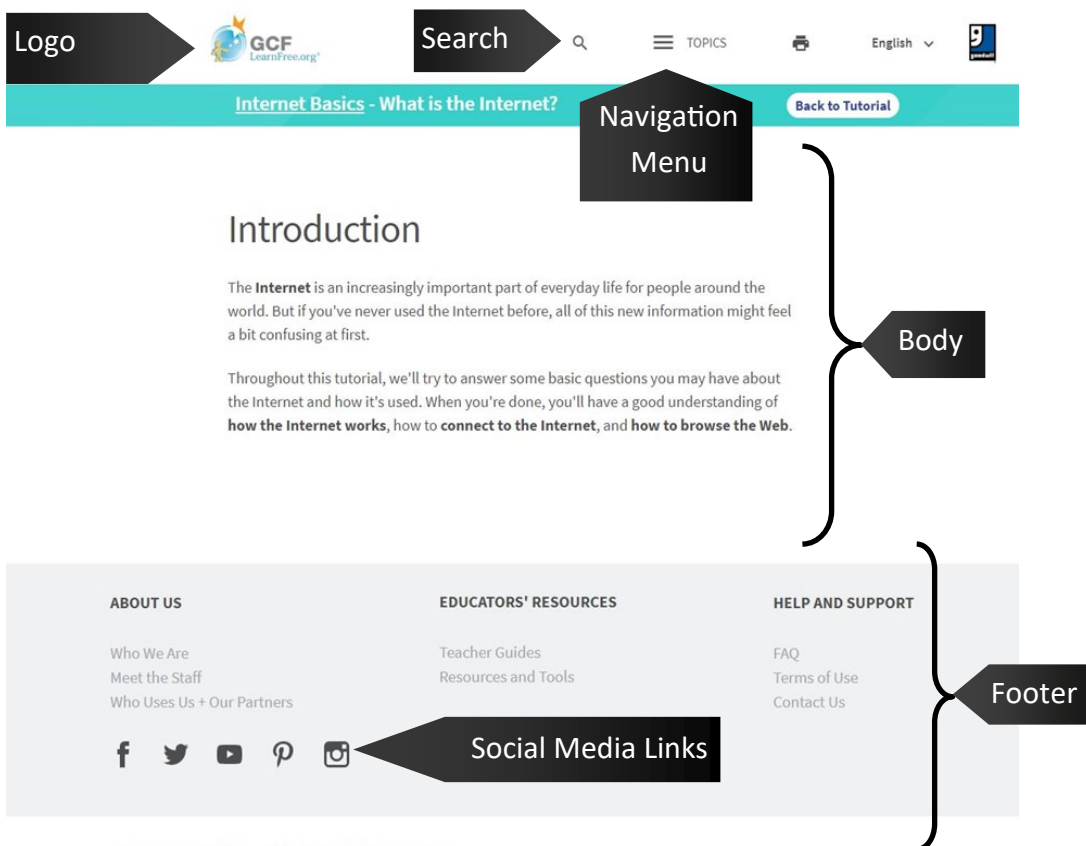 Logo
GCF
LearnFree.org®
Search
TOPICS
English
goodwill
Internet Basics - What is the Internet?
Navigation
Menu
Back to Tutorial
Introduction
The Internet is an increasingly important part of everyday life for people around the
world. But if you've never used the Internet before, all of this new information might feel
a bit confusing at first.
Throughout this tutorial, we'll try to answer some basic questions you may have about
the Internet and how it's used. When you're done, you'll have a good understanding of
how the Internet works, how to connect to the Internet, and how to browse the Web.
Body
ABOUT US
Who We Are
Meet the Staff
Who Uses Us + Our Partners
EDUCATORS' RESOURCES
Teacher Guides
Resources and Tools
HELP AND SUPPORT
FAQ
Terms of Use
Contact Us
Footer
Social Media Links